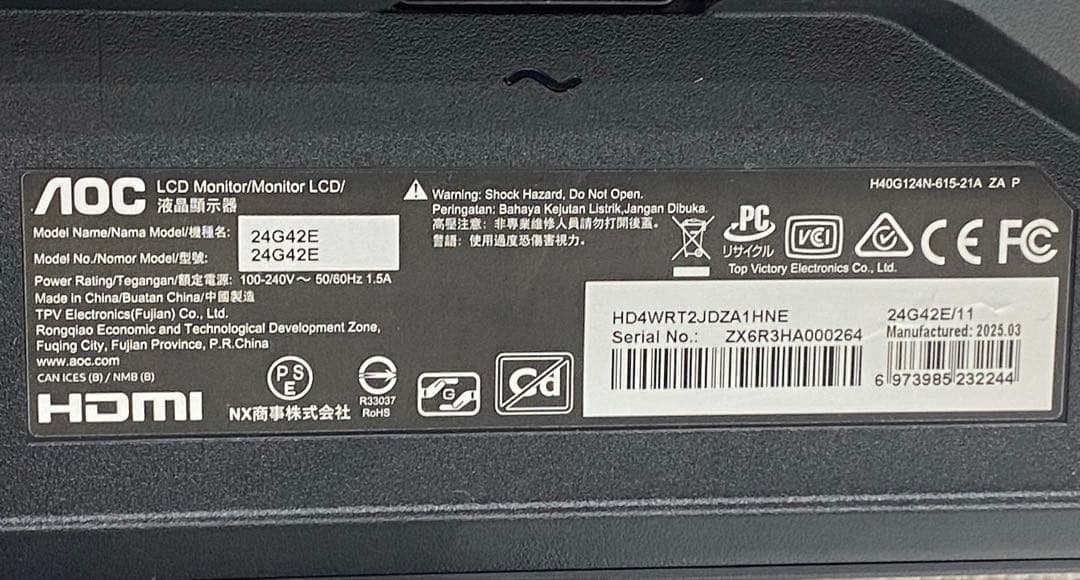 AOC
LCD Monitor/Monitor LCD/
液晶顯示器
Model Name/Nama Model/機種名: 24G42E
Model No./Nomor Model/型號: 24G42E
Power Rating/Tegangan/額定電源: 100-240V～ 50/60Hz 1.5A
Made in China/Buatan China/中國製造
TPV Electronics(Fujian) Co., Ltd.
Rongqiao Economic and Technological Development Zone,
Fuqing City, Fujian Province, P.R.China
www.aoc.com
CAN ICES (B) / NMB (B)
HDMI
PSE
NX商事株式会社
R33037
RoHS
G
Cd
Warning: Shock Hazard, Do Not Open.
Peringatan: Bahaya Kejutan Listrik,Jangan Dibuka.
高壓注意: 非專業維修人員請勿打開後蓋。
警語: 使用過度恐傷害視力。
H40G124N-615-21A ZA P
PC
リサイクル
VCI
CE FC
Top Victory Electronics Co., Ltd.
HD4WRT2JDZA1HNE
Serial No.: ZX6R3HA000264
24G42E/11
Manufactured: 2025.03
6 973985 232244